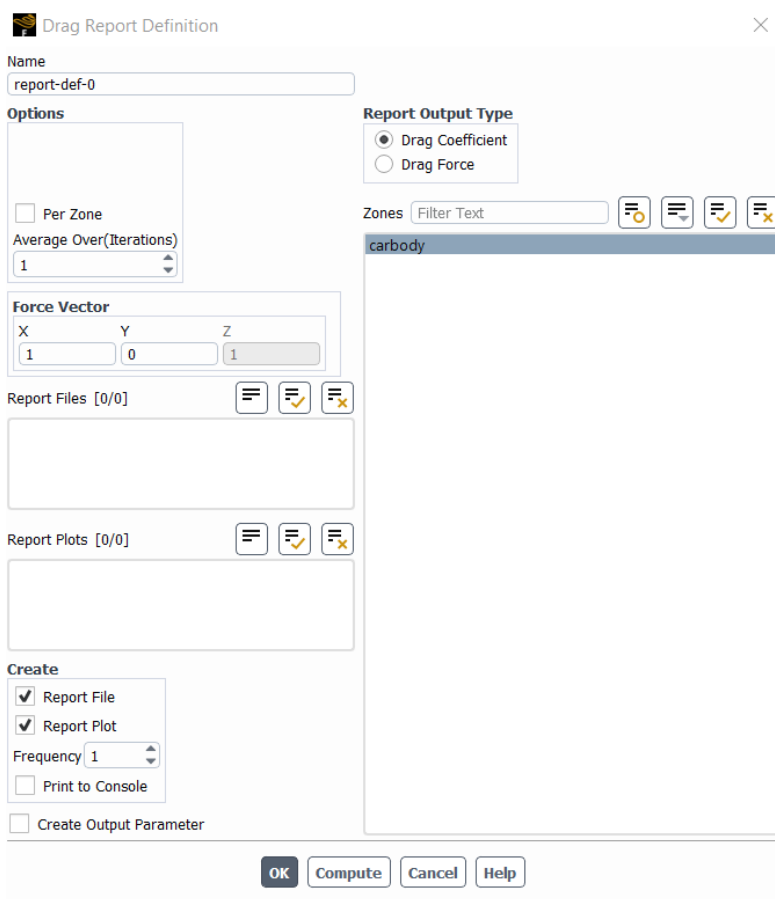 Drag Report Definition
Name
report-def-0
Options
Per Zone
Average Over(Iterations)
1
Force Vector
X Y Z
1 0 1
Report Files [0/0]
Report Plots [0/0]
Create
Report File
Report Plot
Frequency 1
Print to Console
Create Output Parameter
Report Output Type
Drag Coefficient
Drag Force
Zones Filter Text
carbody
OK Compute Cancel Help